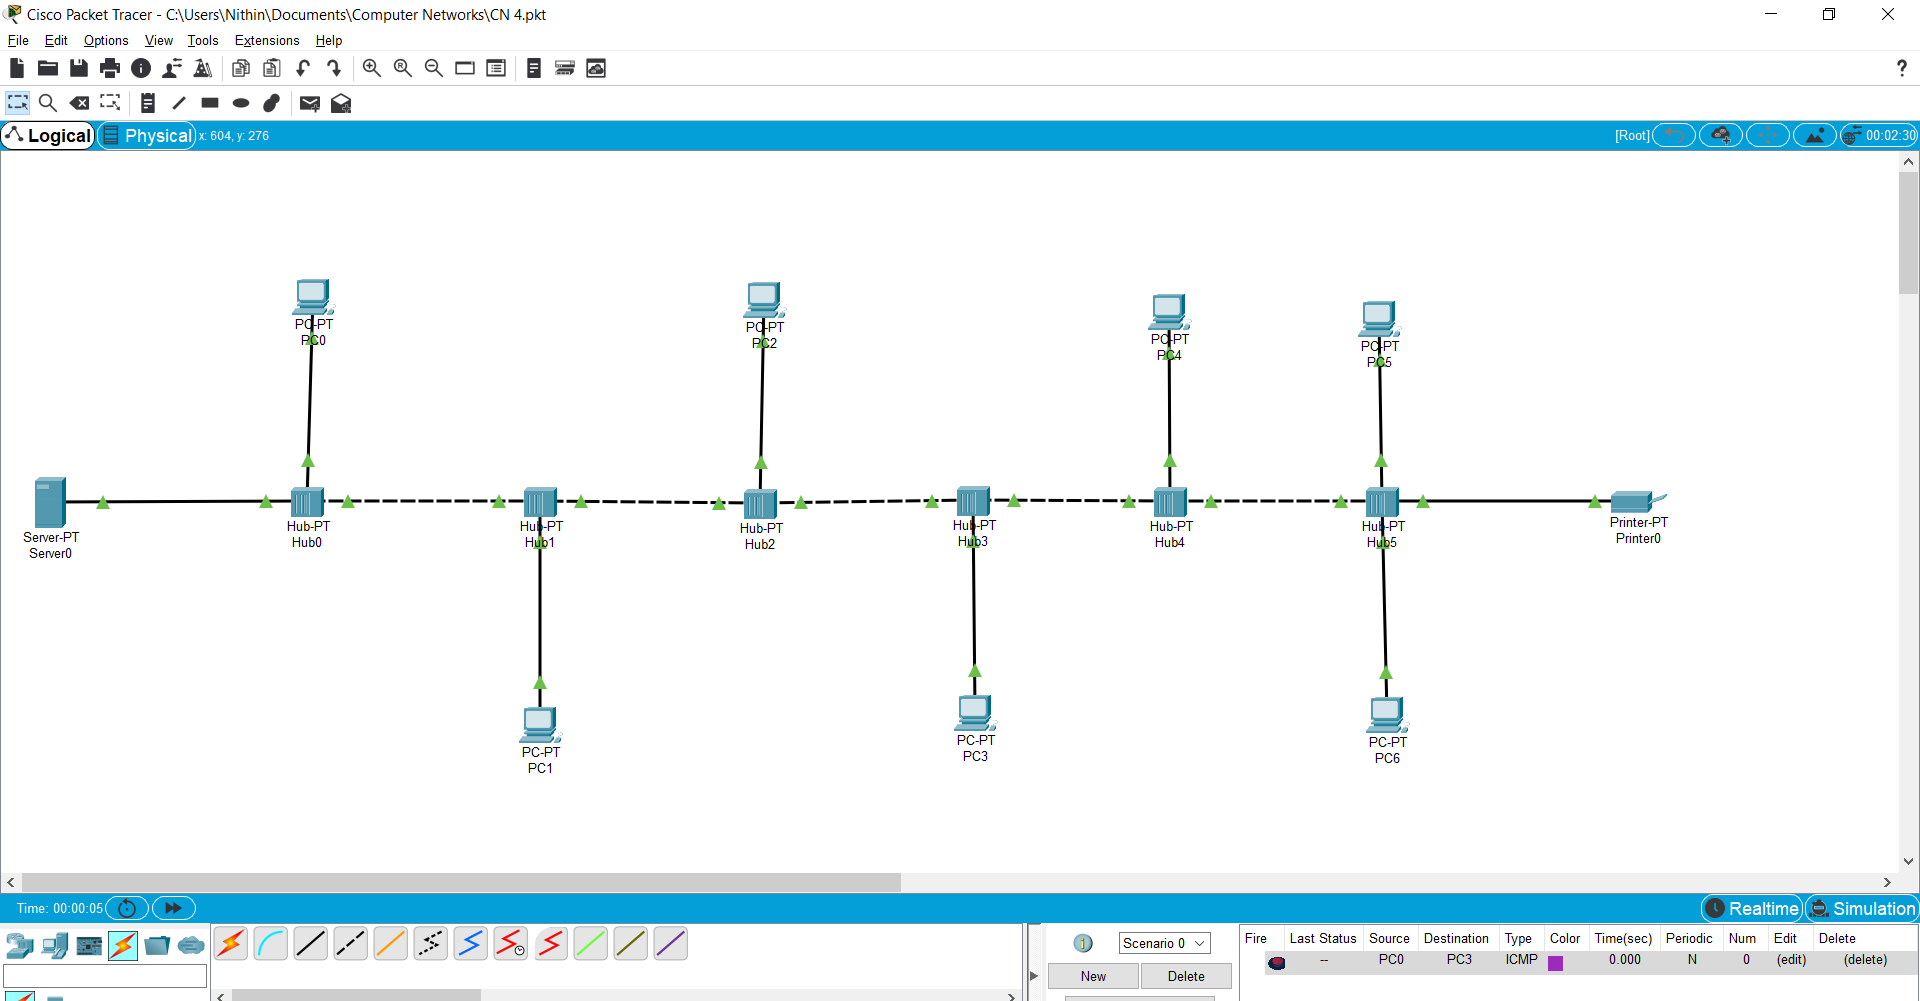 Cisco Packet Tracer - C:\Users\Nithin\Documents\Computer Networks\CN 4.pkt
File Edit Options View Tools Extensions Help
?
Logical Physical x: 604, y: 276 [Root] 00:02:30
PC-PT
PC0
PC-PT
PC2
PC-PT
PC4
PC-PT
PC5
Server-PT
Server0
Hub-PT
Hub0
Hub-PT
Hub1
Hub-PT
Hub2
Hub-PT
Hub3
Hub-PT
Hub4
Hub-PT
Hub5
Printer-PT
Printer0
PC-PT
PC1
PC-PT
PC3
PC-PT
PC6
Time: 00:00:05 Realtime Simulation
Scenario 0
New Delete
Fire Last Status Source Destination Type Color Time(sec) Periodic Num Edit Delete
-- PC0 PC3 ICMP 0.000 N 0 (edit) (delete)